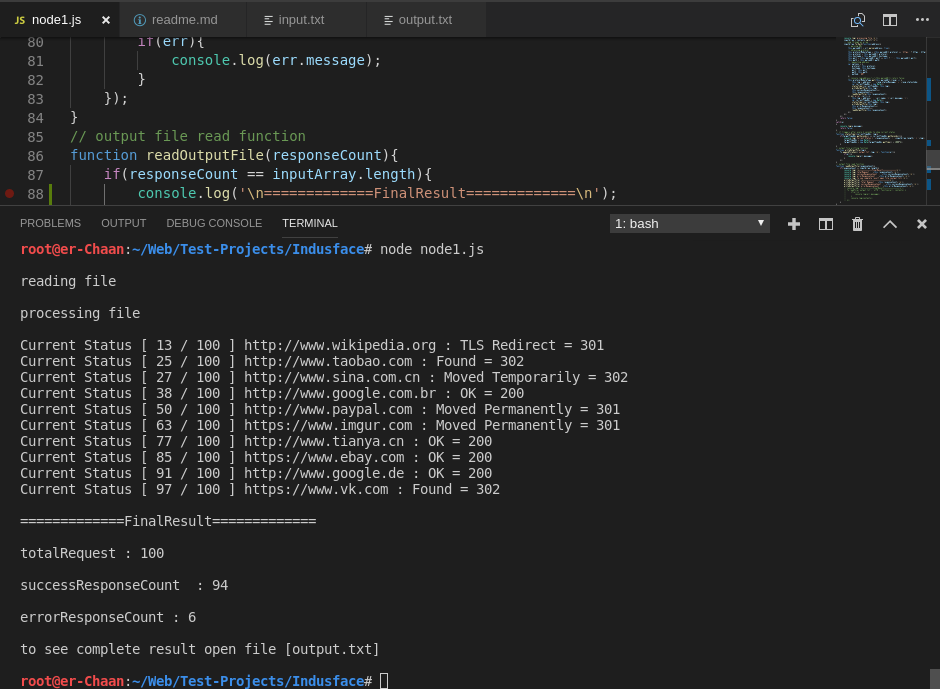 JS node1.js × readme.md input.txt output.txt
80 if(err){
81 console.log(err.message);
82 }
83 });
84 }
85 // output file read function
86 function readOutputFile(responseCount){
87 if(responseCount == inputArray.length){
88 console.log('\n=============FinalResult=============\n');
PROBLEMS OUTPUT DEBUG CONSOLE TERMINAL 1: bash
root@er-Chaan:~/Web/Test-Projects/Indusface# node node1.js
reading file
processing file
Current Status [ 13 / 100 ] http://www.wikipedia.org : TLS Redirect = 301
Current Status [ 25 / 100 ] http://www.taobao.com : Found = 302
Current Status [ 27 / 100 ] http://www.sina.com.cn : Moved Temporarily = 302
Current Status [ 38 / 100 ] http://www.google.com.br : OK = 200
Current Status [ 50 / 100 ] http://www.paypal.com : Moved Permanently = 301
Current Status [ 63 / 100 ] https://www.imgur.com : Moved Permanently = 301
Current Status [ 77 / 100 ] http://www.tianya.cn : OK = 200
Current Status [ 85 / 100 ] https://www.ebay.com : OK = 200
Current Status [ 91 / 100 ] http://www.google.de : OK = 200
Current Status [ 97 / 100 ] https://www.vk.com : Found = 302
=============FinalResult=============
totalRequest : 100
successResponseCount  : 94
errorResponseCount : 6
to see complete result open file [output.txt]
root@er-Chaan:~/Web/Test-Projects/Indusface#